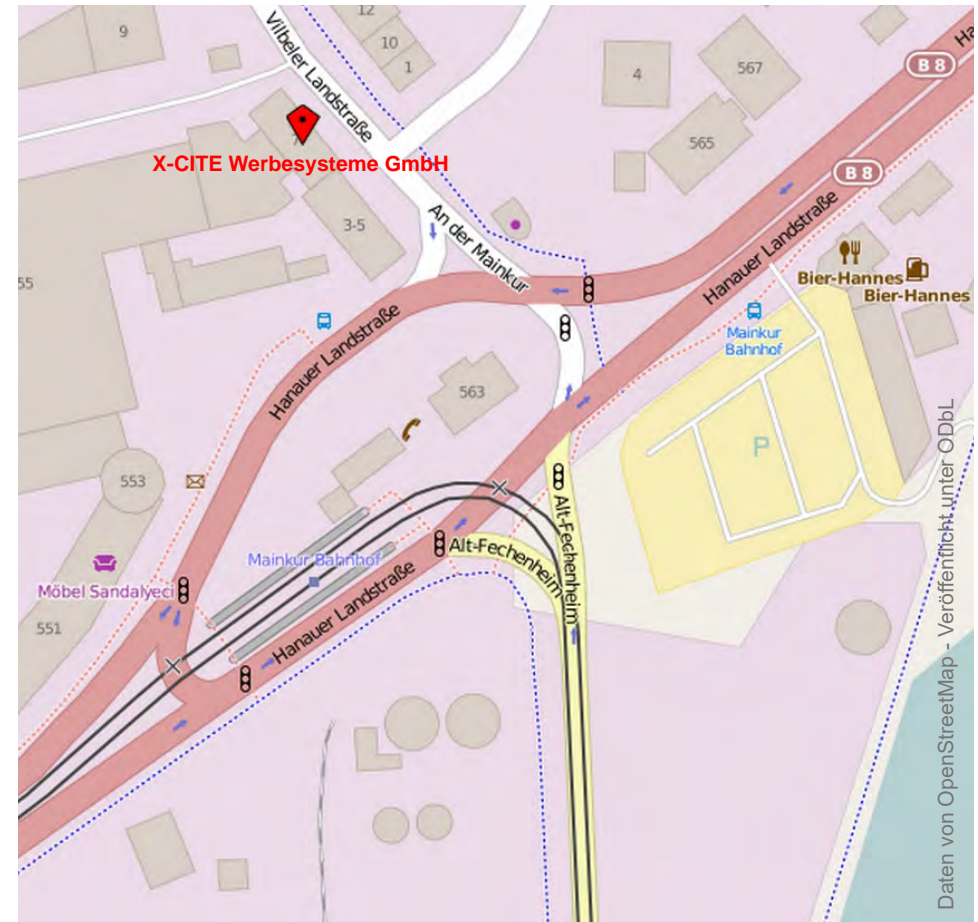 9
12
10
1
Vilbeler Landstraße
4
567
B 8
565
X-CITE Werbesysteme GmbH
B 8
3-5
An der Mainkur
Hanauer Landstraße
Bier-Hannes
Bier-Hannes
55
Mainkur
Bahnhof
Hanauer Landstraße
563
P
553
Alt-Fechenheim
Alt-Fechenheim
Mainkur Bahnhof
Möbel Sandalyeci
Hanauer Landstraße
551
Ha
Daten von OpenStreetMap - Veröffentlicht unter ODbL